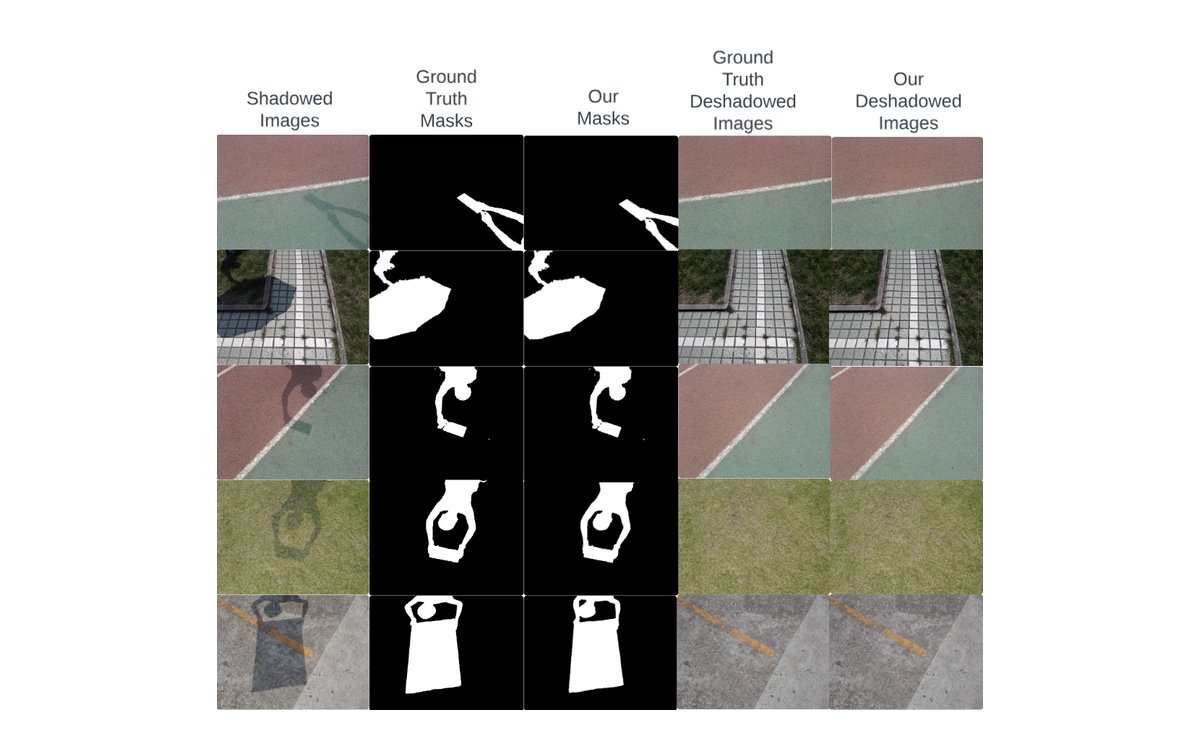 Shadowed
Images
Ground
Truth
Masks
Our
Masks
Ground
Truth
Deshadowed
Images
Our
Deshadowed
Images